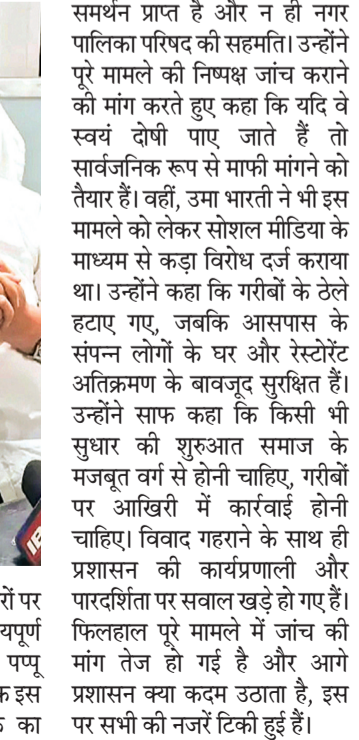 समर्थन प्राप्त है और न ही नगर
पालिका परिषद की सहमति। उन्होंने
पूरे मामले की निष्पक्ष जांच कराने
की मांग करते हुए कहा कि यदि वे
स्वयं दोषी पाए जाते हैं तो
सार्वजनिक रूप से माफी मांगने को
तैयार हैं। वहीं, उमा भारती ने भी इस
मामले को लेकर सोशल मीडिया के
माध्यम से कड़ा विरोध दर्ज कराया
था। उन्होंने कहा कि गरीबों के ठेले
हटाए गए, जबकि आसपास के
संपन्न लोगों के घर और रेस्टोरेंट
अतिक्रमण के बावजूद सुरक्षित हैं।
उन्होंने साफ कहा कि किसी भी
सुधार की शुरुआत समाज के
मजबूत वर्ग से होनी चाहिए, गरीबों
पर आखिरी में कार्रवाई होनी
चाहिए। विवाद गहराने के साथ ही
प्रशासन की कार्यप्रणाली और
पारदर्शिता पर सवाल खड़े हो गए हैं।
फिलहाल पूरे मामले में जांच की
मांग तेज हो गई है और आगे
प्रशासन क्या कदम उठाता है, इस
पर सभी की नजरें टिकी हुई हैं।
पर
पप्पू
इस
का